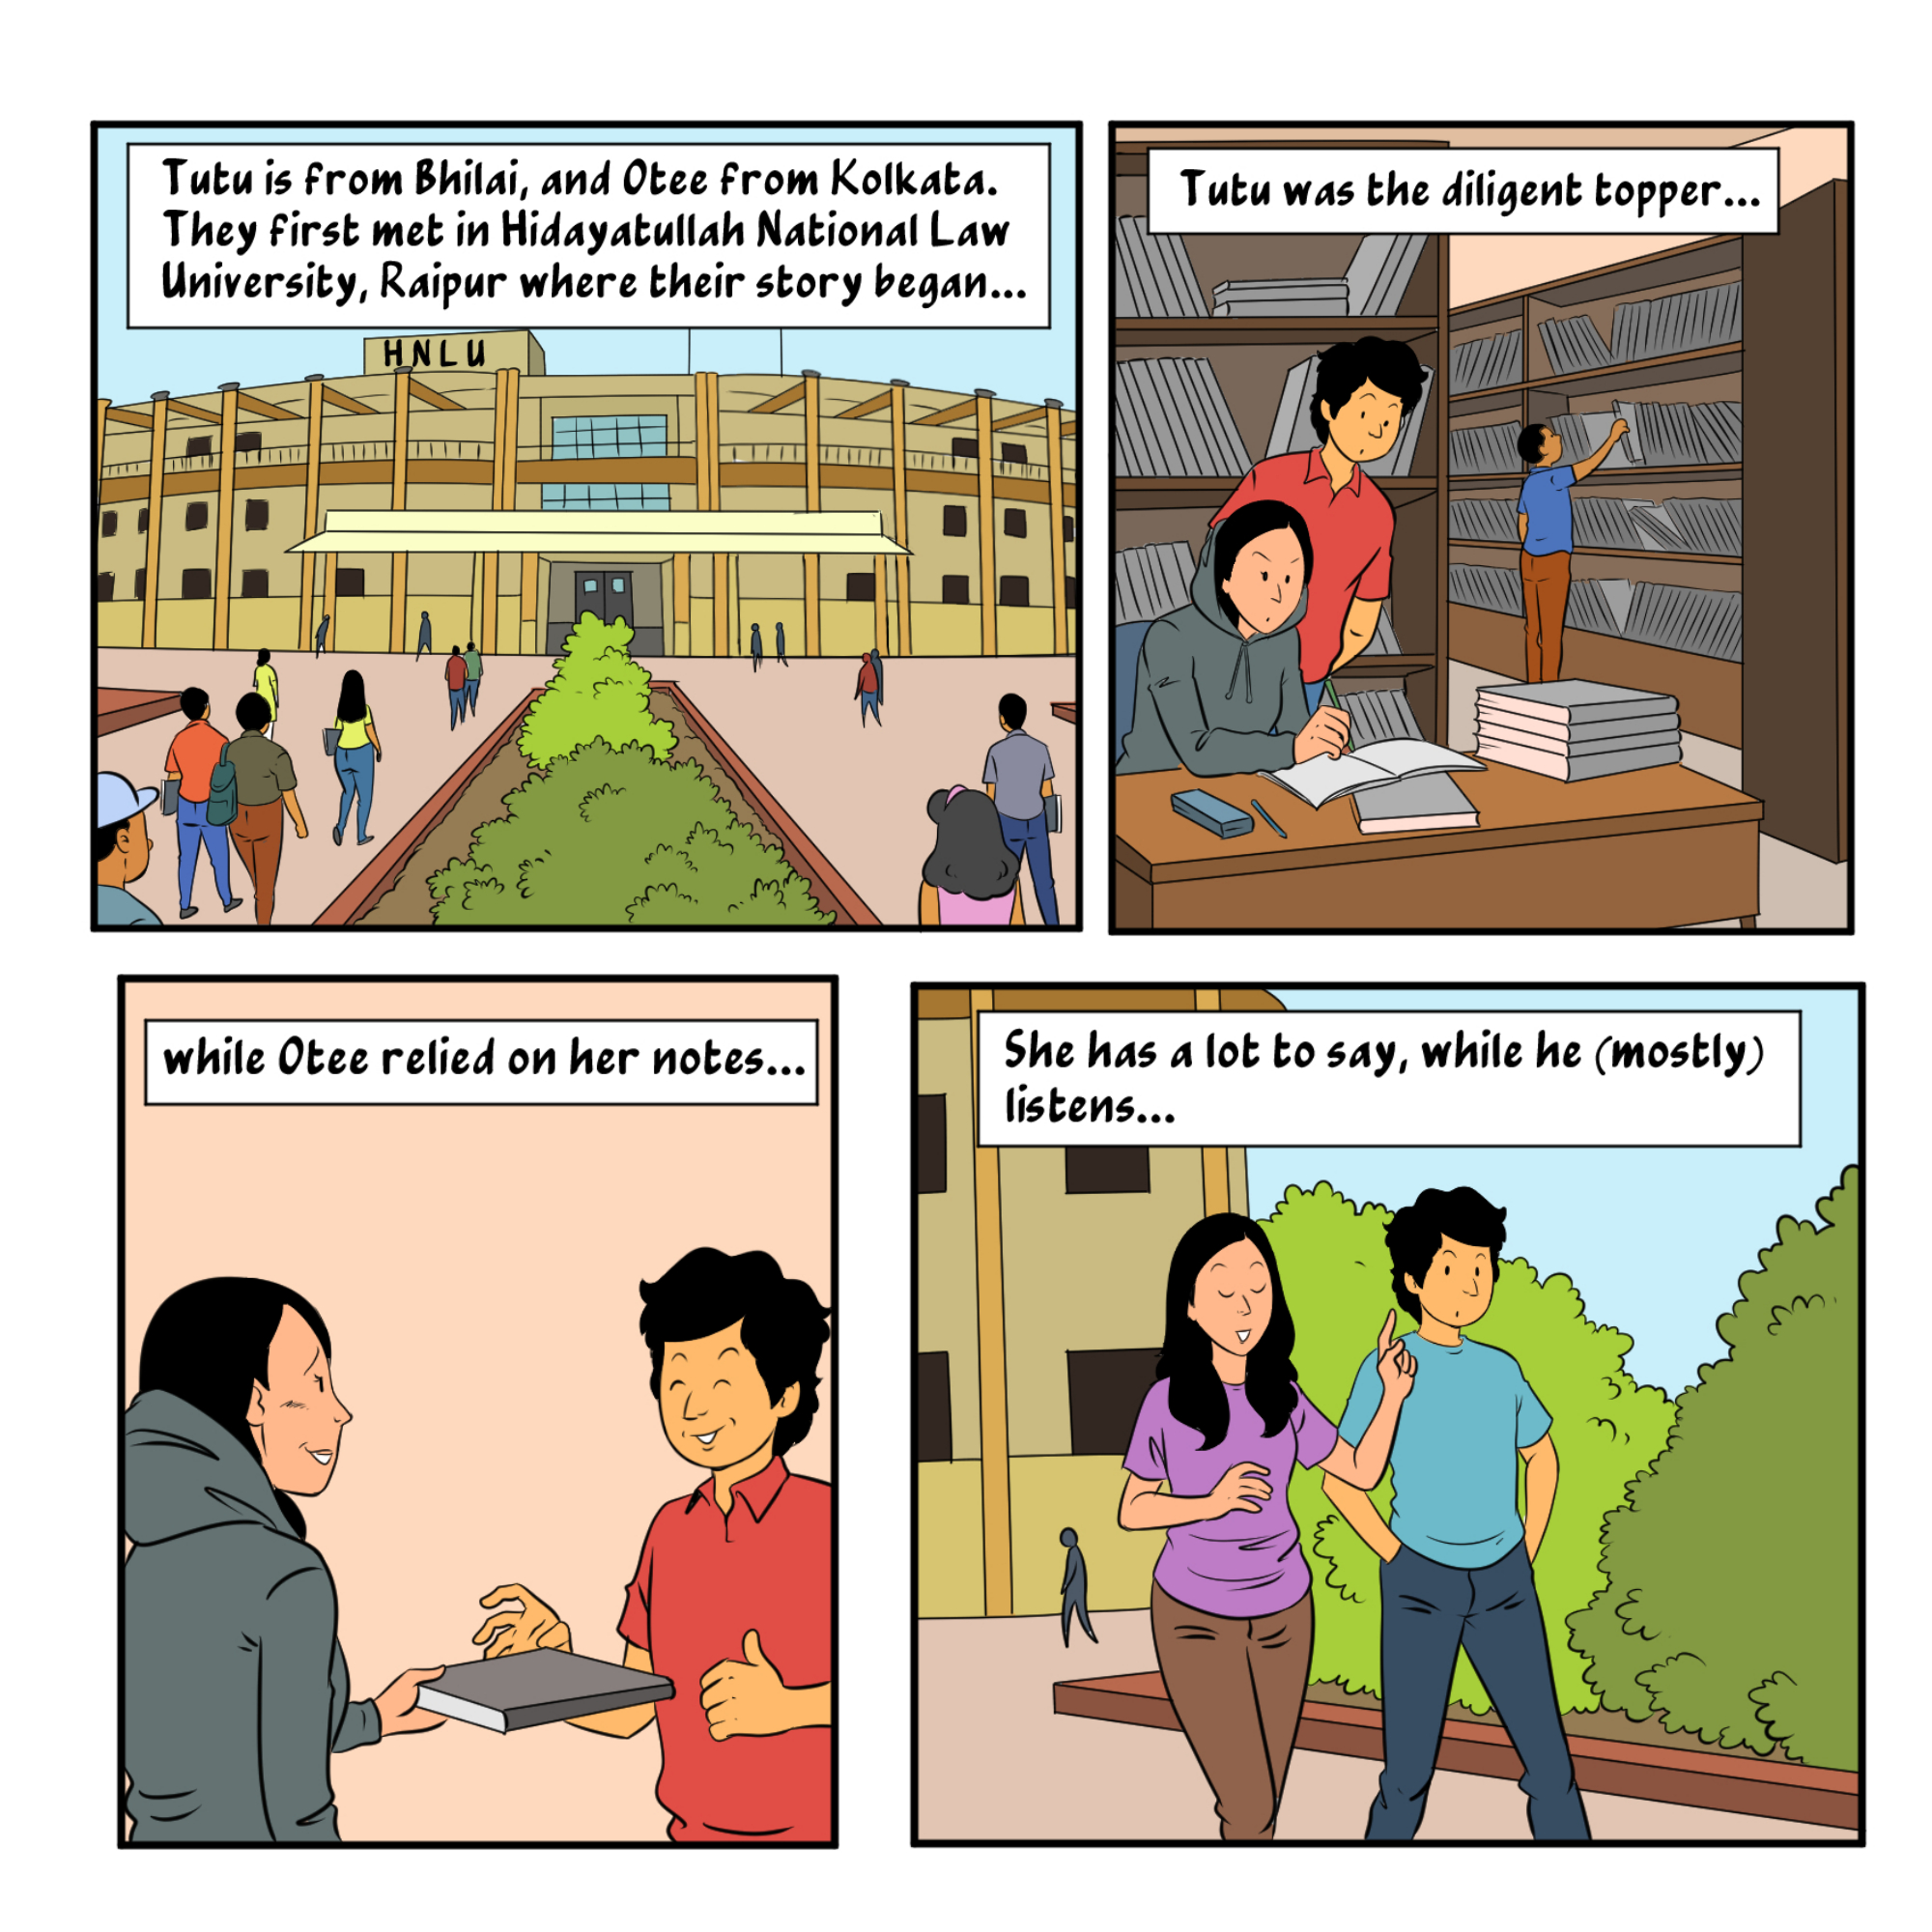 Tutu is from Bhilai, and Otee from Kolkata.
They first met in Hidayatullah National Law
University, Raipur where their story began...
HNLU
Tutu was the diligent topper...
while Otee relied on her notes...
She has a lot to say, while he (mostly)
listens...